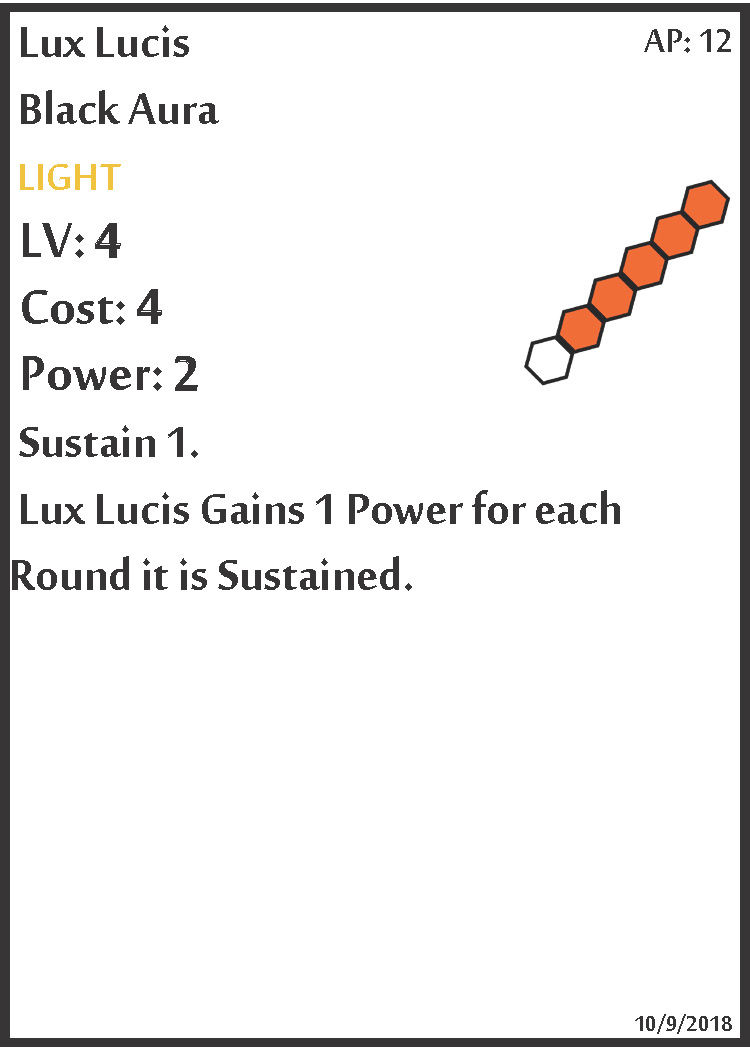 Lux Lucis
AP: 12
Black Aura
LIGHT
LV: 4
Cost: 4
Power: 2
Sustain 1.
Lux Lucis Gains 1 Power for each
Round it is Sustained.
10/9/2018